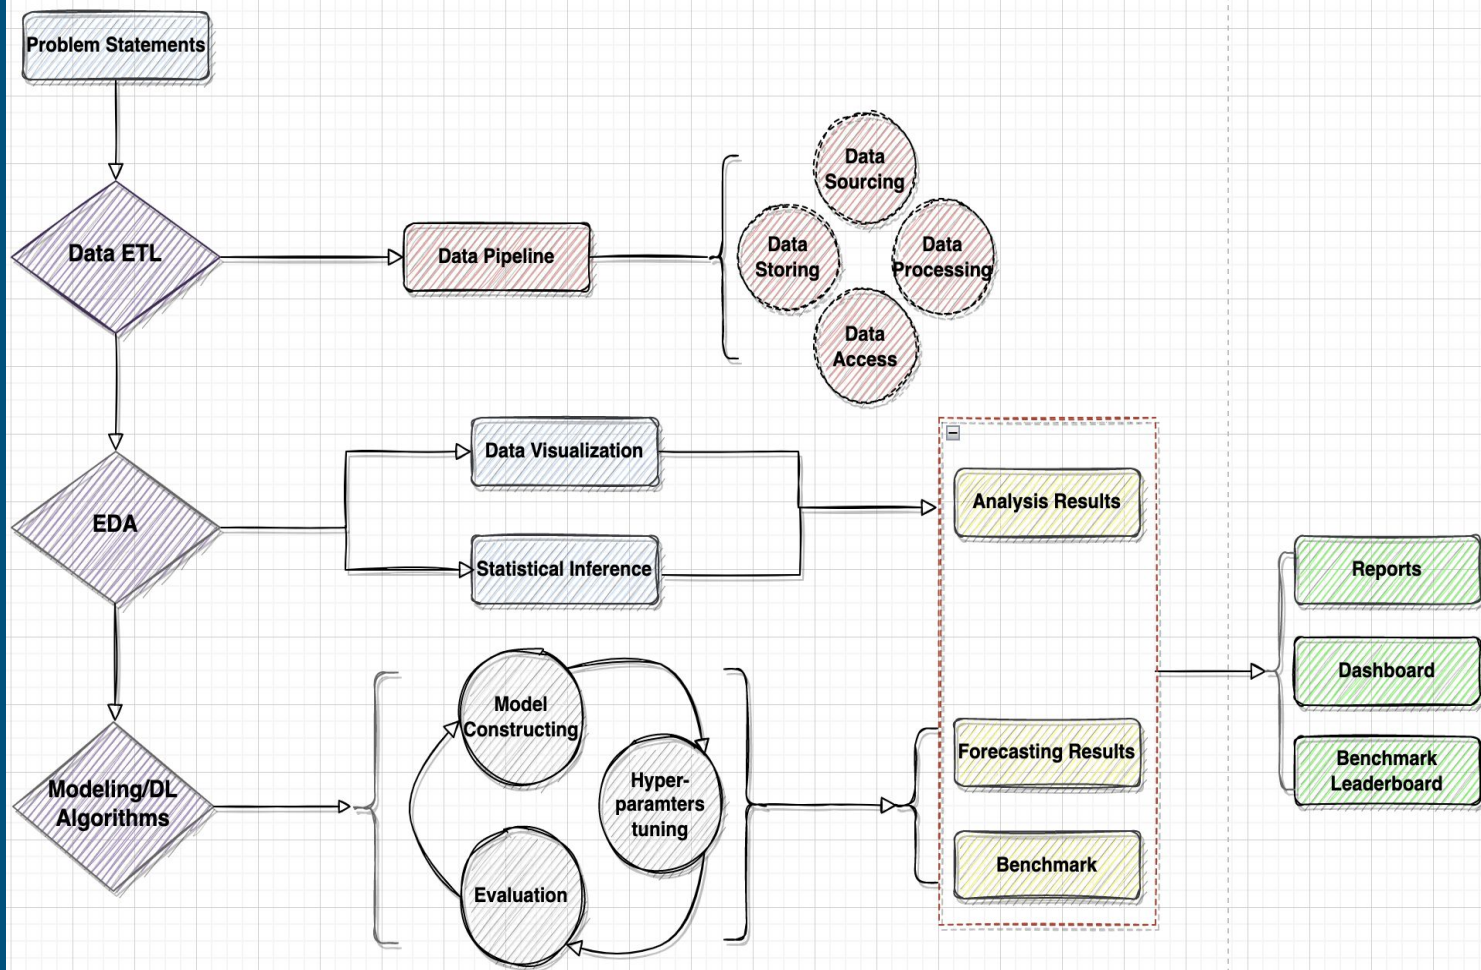 Problem Statements
Data
Sourcing
Data ETL
Data Pipeline
Data
Storing
Data
Processing
Data
Access
Data Visualization
EDA
Statistical Inference
Analysis Results
Reports
Dashboard
Benchmark
Leaderboard
Modeling/DL
Algorithms
Model
Constructing
Hyper-
paramters
tuning
Evaluation
Forecasting Results
Benchmark